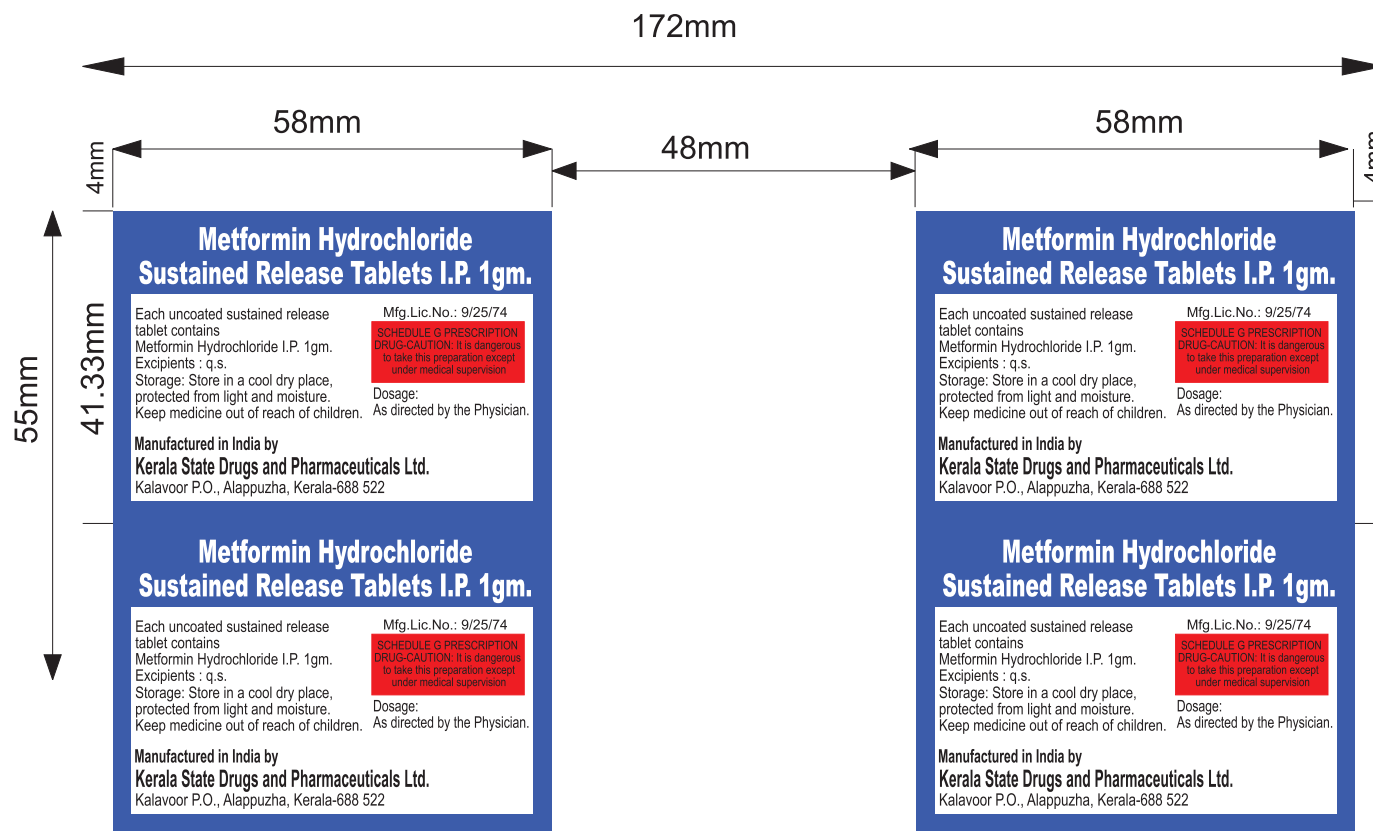 172mm
58mm
48mm
58mm
4mm
4mm
55mm
41.33mm
Metformin Hydrochloride
Sustained Release Tablets I.P. 1gm.
Each uncoated sustained release
tablet contains
Metformin Hydrochloride I.P. 1gm.
Excipients : q.s.
Storage: Store in a cool dry place,
protected from light and moisture.
Keep medicine out of reach of children.
Mfg.Lic.No.: 9/25/74
SCHEDULE G PRESCRIPTION
DRUG-CAUTION: It is dangerous
to take this preparation except
under medical supervision
Dosage:
As directed by the Physician.
Manufactured in India by
Kerala State Drugs and Pharmaceuticals Ltd.
Kalavoor P.O., Alappuzha, Kerala-688 522
Metformin Hydrochloride
Sustained Release Tablets I.P. 1gm.
Each uncoated sustained release
tablet contains
Metformin Hydrochloride I.P. 1gm.
Excipients : q.s.
Storage: Store in a cool dry place,
protected from light and moisture.
Keep medicine out of reach of children.
Mfg.Lic.No.: 9/25/74
SCHEDULE G PRESCRIPTION
DRUG-CAUTION: It is dangerous
to take this preparation except
under medical supervision
Dosage:
As directed by the Physician.
Manufactured in India by
Kerala State Drugs and Pharmaceuticals Ltd.
Kalavoor P.O., Alappuzha, Kerala-688 522
Metformin Hydrochloride
Sustained Release Tablets I.P. 1gm.
Each uncoated sustained release
tablet contains
Metformin Hydrochloride I.P. 1gm.
Excipients : q.s.
Storage: Store in a cool dry place,
protected from light and moisture.
Keep medicine out of reach of children.
Mfg.Lic.No.: 9/25/74
SCHEDULE G PRESCRIPTION
DRUG-CAUTION: It is dangerous
to take this preparation except
under medical supervision
Dosage:
As directed by the Physician.
Manufactured in India by
Kerala State Drugs and Pharmaceuticals Ltd.
Kalavoor P.O., Alappuzha, Kerala-688 522
Metformin Hydrochloride
Sustained Release Tablets I.P. 1gm.
Each uncoated sustained release
tablet contains
Metformin Hydrochloride I.P. 1gm.
Excipients : q.s.
Storage: Store in a cool dry place,
protected from light and moisture.
Keep medicine out of reach of children.
Mfg.Lic.No.: 9/25/74
SCHEDULE G PRESCRIPTION
DRUG-CAUTION: It is dangerous
to take this preparation except
under medical supervision
Dosage:
As directed by the Physician.
Manufactured in India by
Kerala State Drugs and Pharmaceuticals Ltd.
Kalavoor P.O., Alappuzha, Kerala-688 522